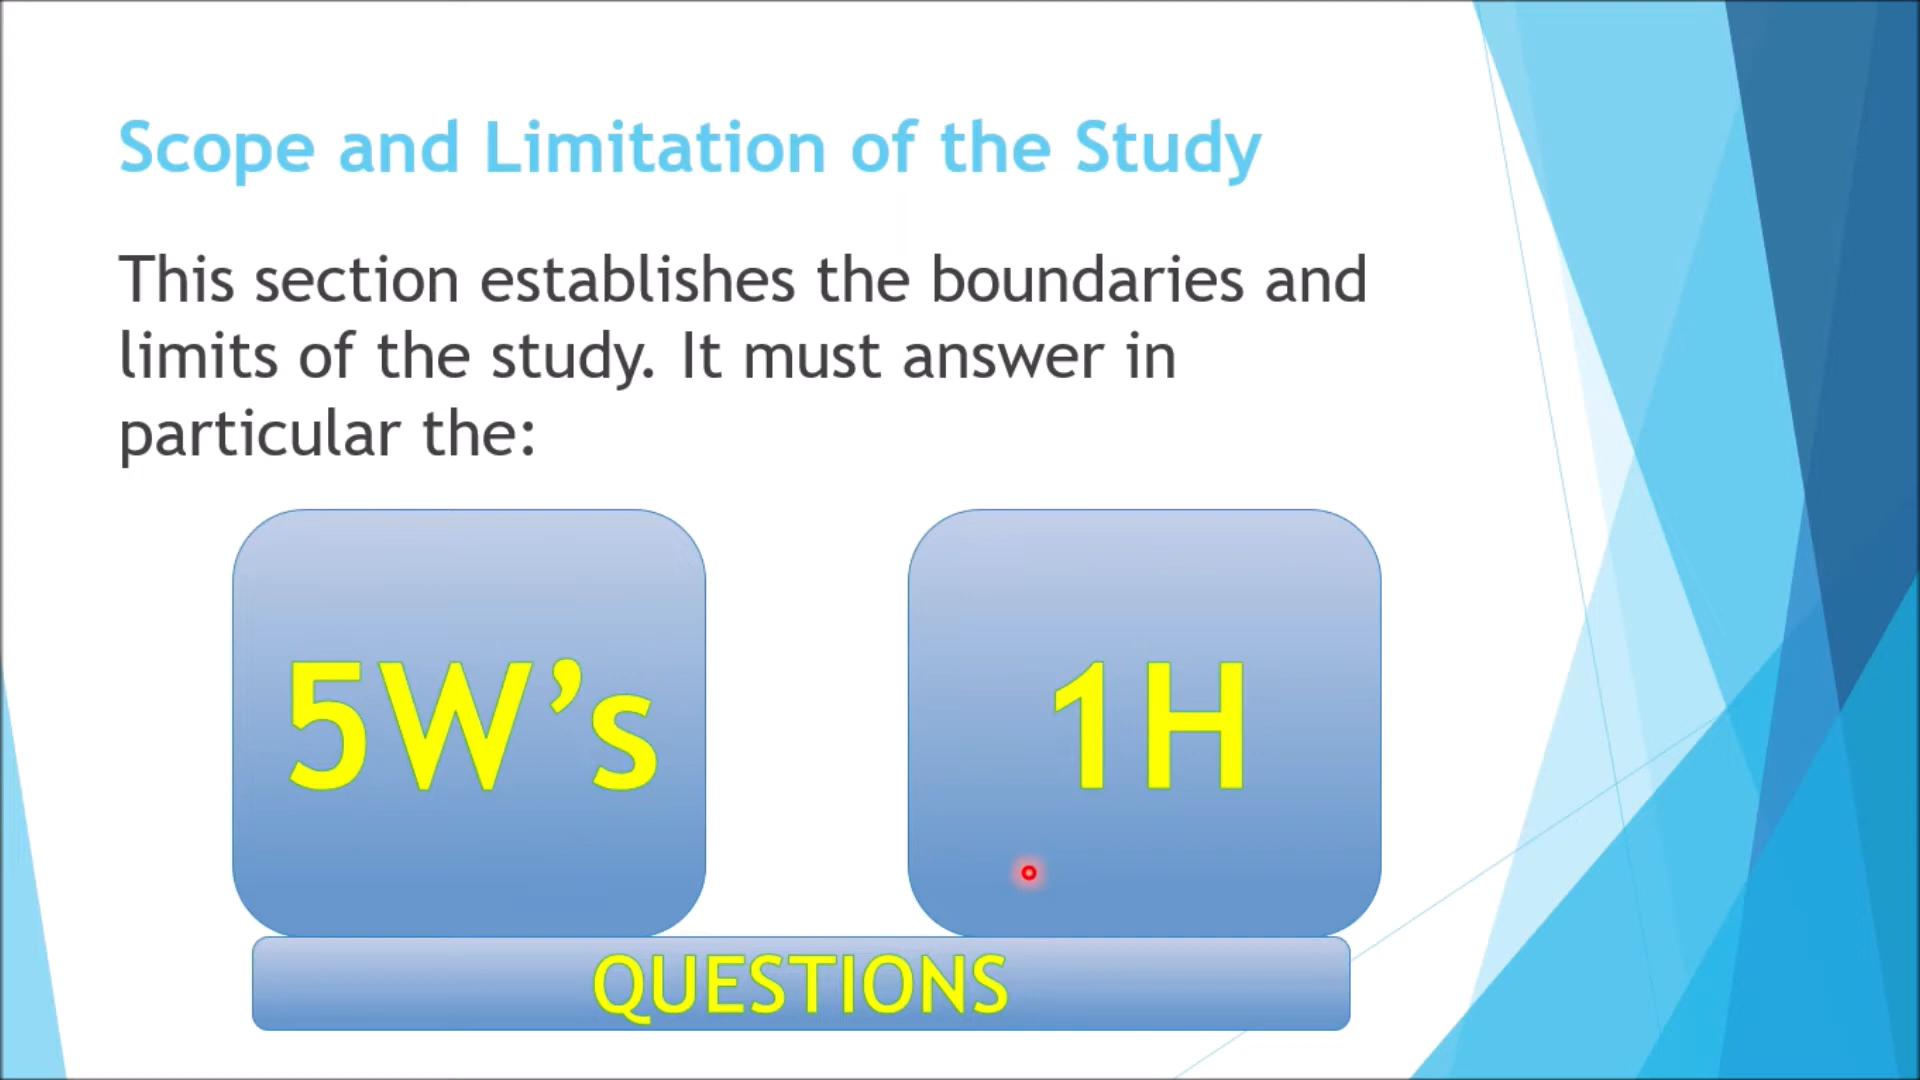 Scope and Limitation of the Study
This section establishes the boundaries and
limits of the study. It must answer in
particular the:
5W’s
1H
QUESTIONS